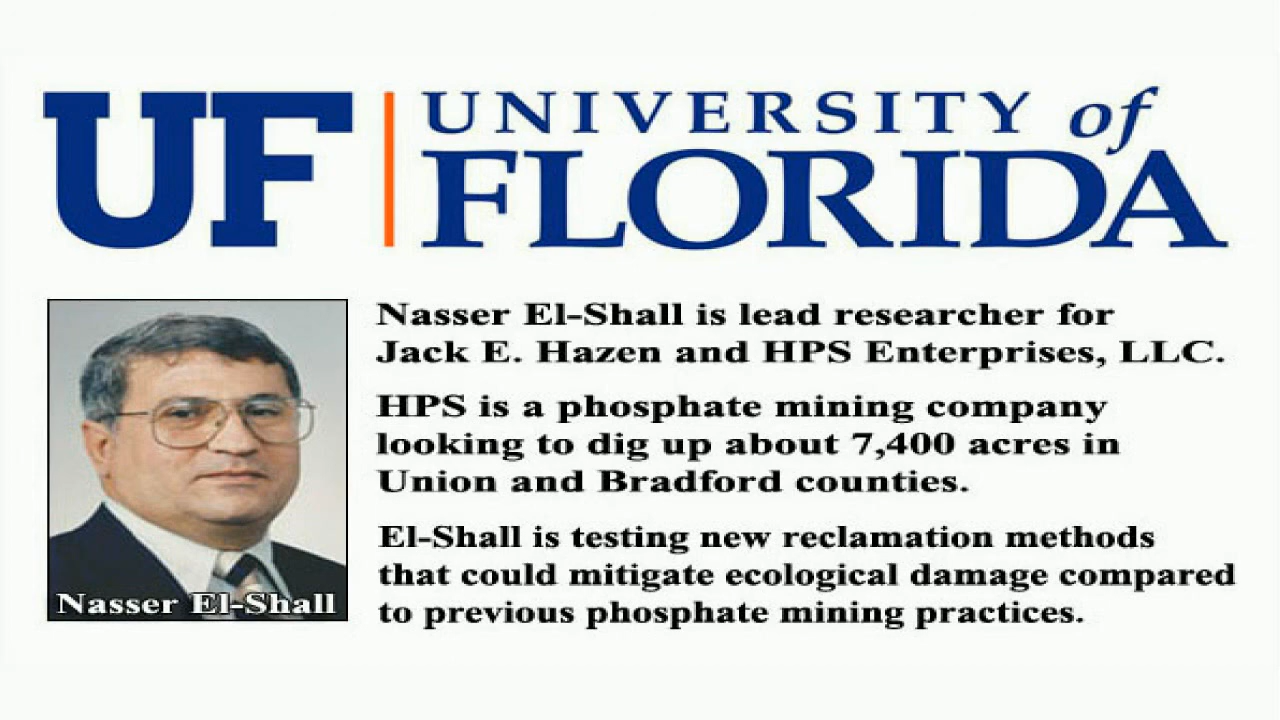 UF UNIVERSITY of
FLORIDA
Nasser El-Shall is lead researcher for
Jack E. Hazen and HPS Enterprises, LLC.
HPS is a phosphate mining company
looking to dig up about 7,400 acres in
Union and Bradford counties.
El-Shall is testing new reclamation methods
that could mitigate ecological damage compared
to previous phosphate mining practices.
Nasser El-Shall